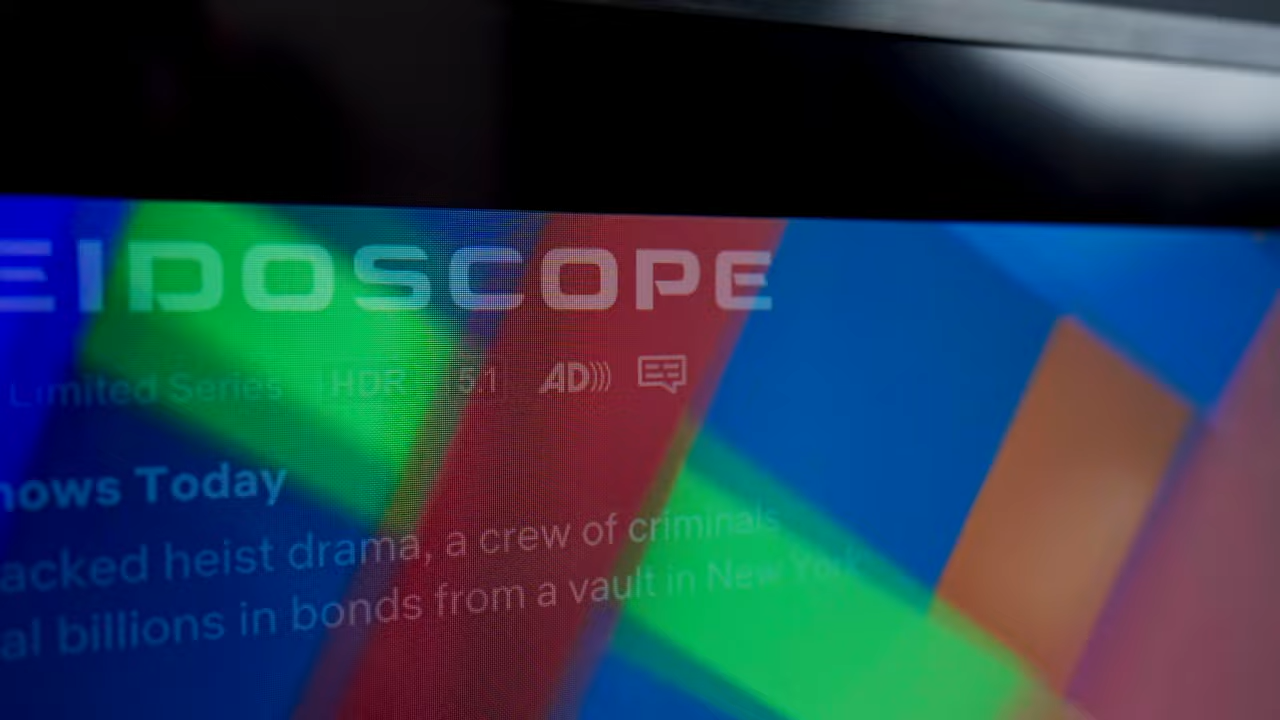 EIDOSCOPE
Limited Series HDR 5.1 AD
hows Today
acked heist drama, a crew of criminals
al billions in bonds from a vault in New York